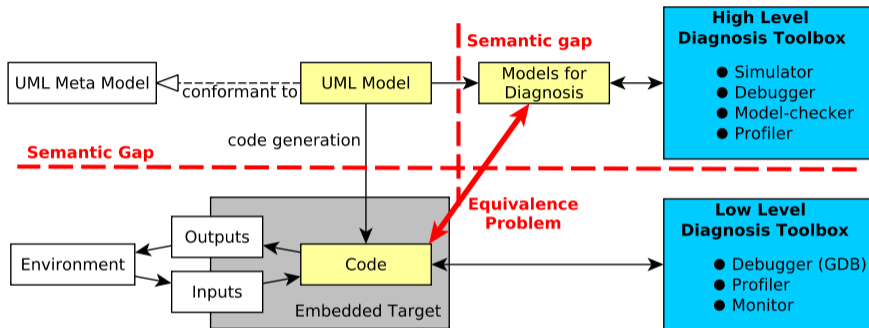 High Level
Diagnosis Toolbox
● Simulator
● Debugger
● Model-checker
● Profiler
Semantic gap
UML Meta Model
conformant to
UML Model
Models for
Diagnosis
code generation
Semantic Gap
Equivalence
Problem
Low Level
Diagnosis Toolbox
● Debugger (GDB)
● Profiler
● Monitor
Outputs
Environment
Code
Inputs
Embedded Target